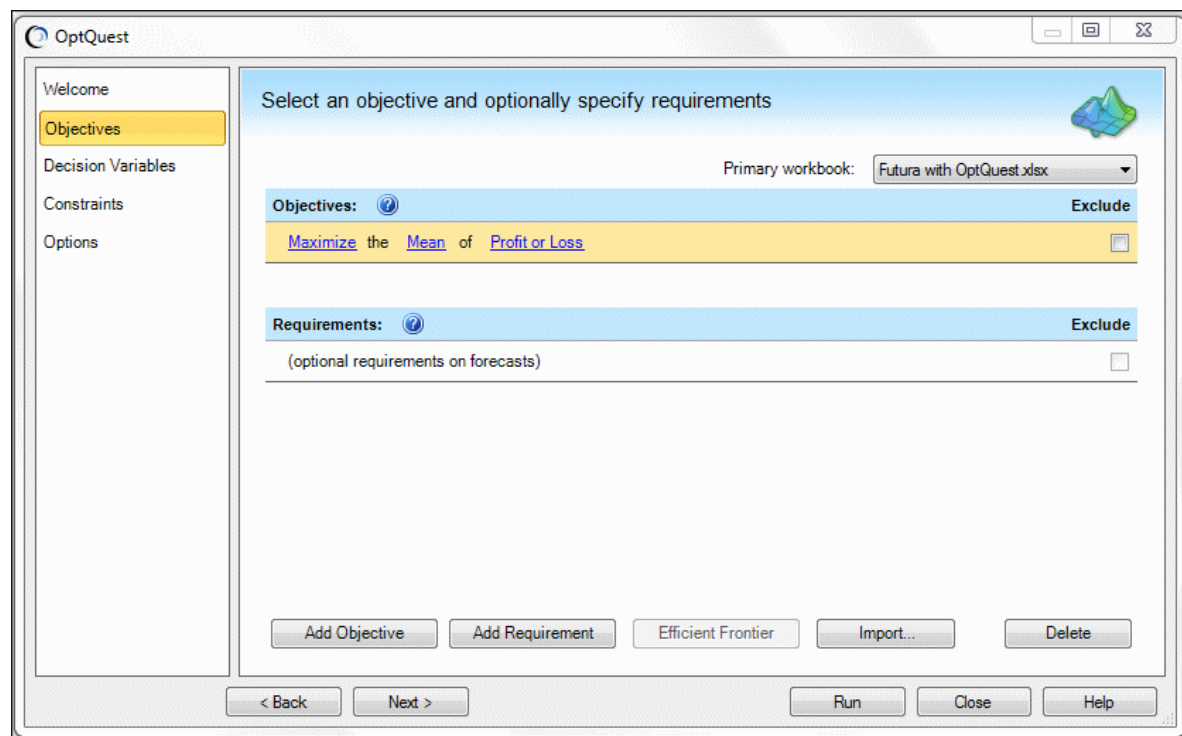 OptQuest
Welcome
Objectives
Decision Variables
Constraints
Options
Select an objective and optionally specify requirements
Primary workbook: Futura with OptQuest.xlsx
Objectives: ? Exclude
Maximize the Mean of Profit or Loss
Requirements: ? Exclude
(optional requirements on forecasts)
Add Objective Add Requirement Efficient Frontier Import... Delete
< Back Next > Run Close Help